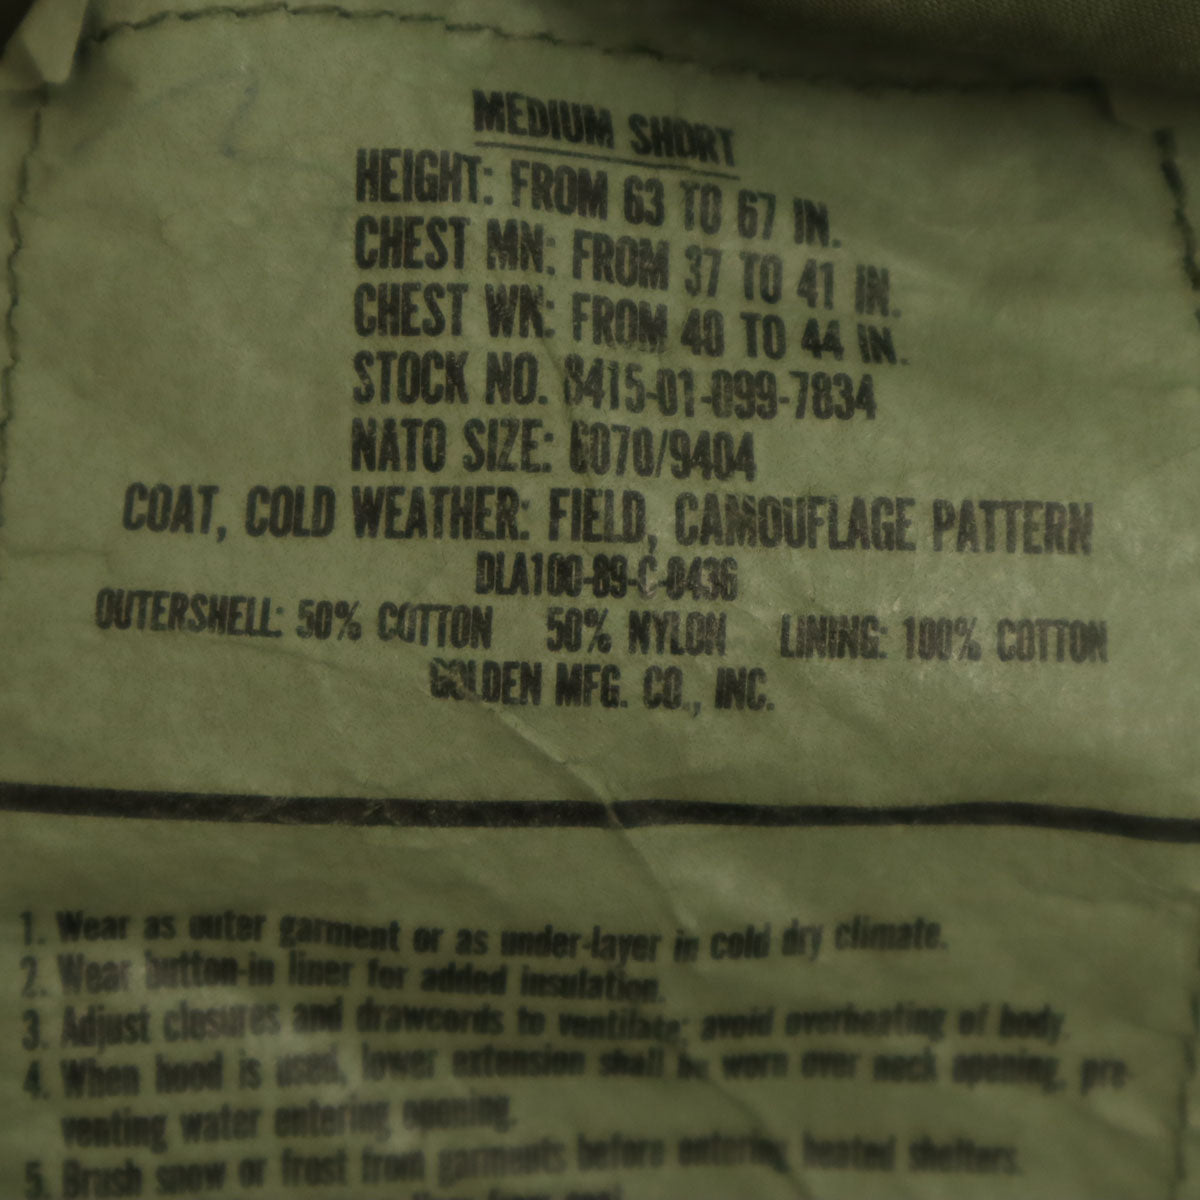 MEDIUM SHORT
HEIGHT: FROM 63 TO 67 IN.
CHEST MN: FROM 37 TO 41 IN.
CHEST WN: FROM 40 TO 44 IN.
STOCK NO. 8415-01-099-7834
NATO SIZE: 6070/9404
COAT, COLD WEATHER: FIELD, CAMOUFLAGE PATTERN
DLA100-89-C-0436
OUTERSHELL: 50% COTTON 50% NYLON LINING: 100% COTTON
GOLDEN MFG. CO., INC.
1. Wear as outer garment or as under-layer in cold dry climate.
2. Wear button-in liner for added insulation.
3. Adjust closures and drawcords to ventilate; avoid overheating of body.
4. When hood is used, lower extension shall be worn over neck opening, pre-
venting water entering opening.
5. Brush snow or frost from garments before entering heated shelters.